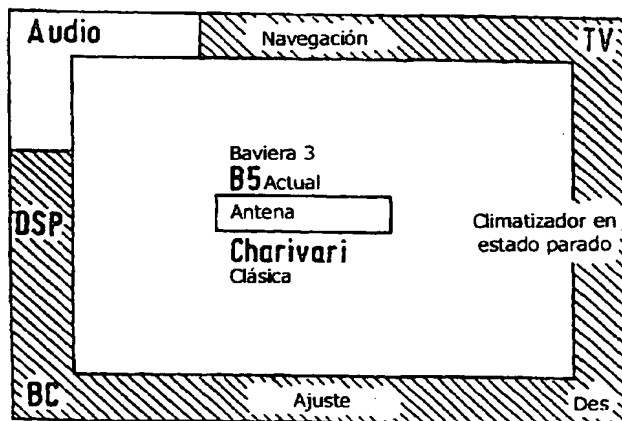 Audio
Navegación
TV
Baviera 3
B5 Actual
Antena
Charivari
Clásica
DSP
Climatizador en
estado parado
BC
Ajuste
Des